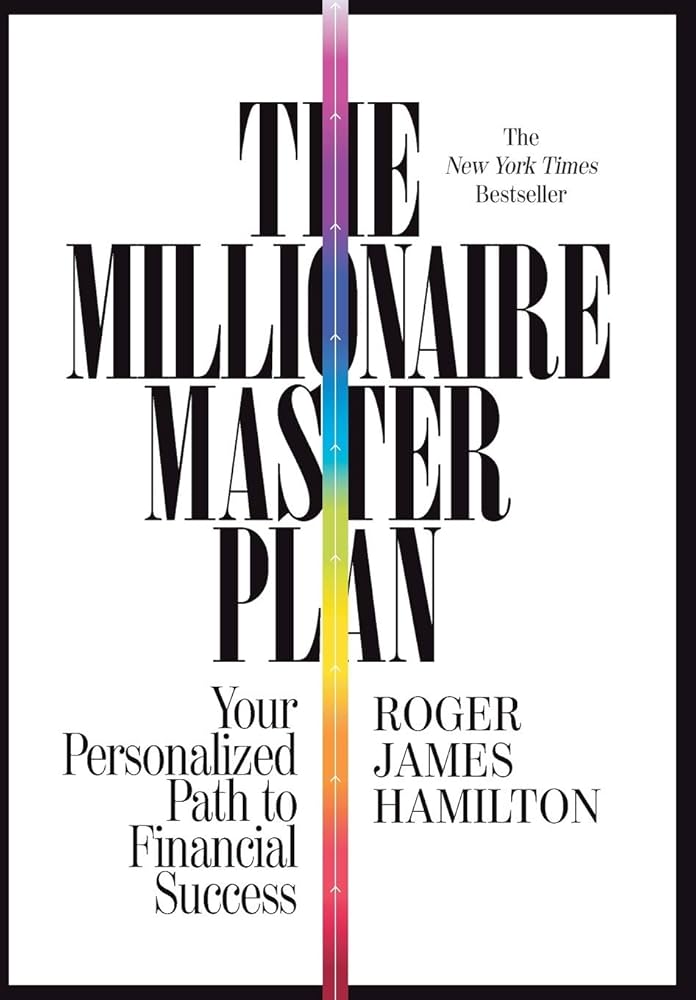 THE
MILLIONAIRE
MASTER
PLAN
The
New York Times
Bestseller
Your
Personalized
Path to
Financial
Success
ROGER
JAMES
HAMILTON